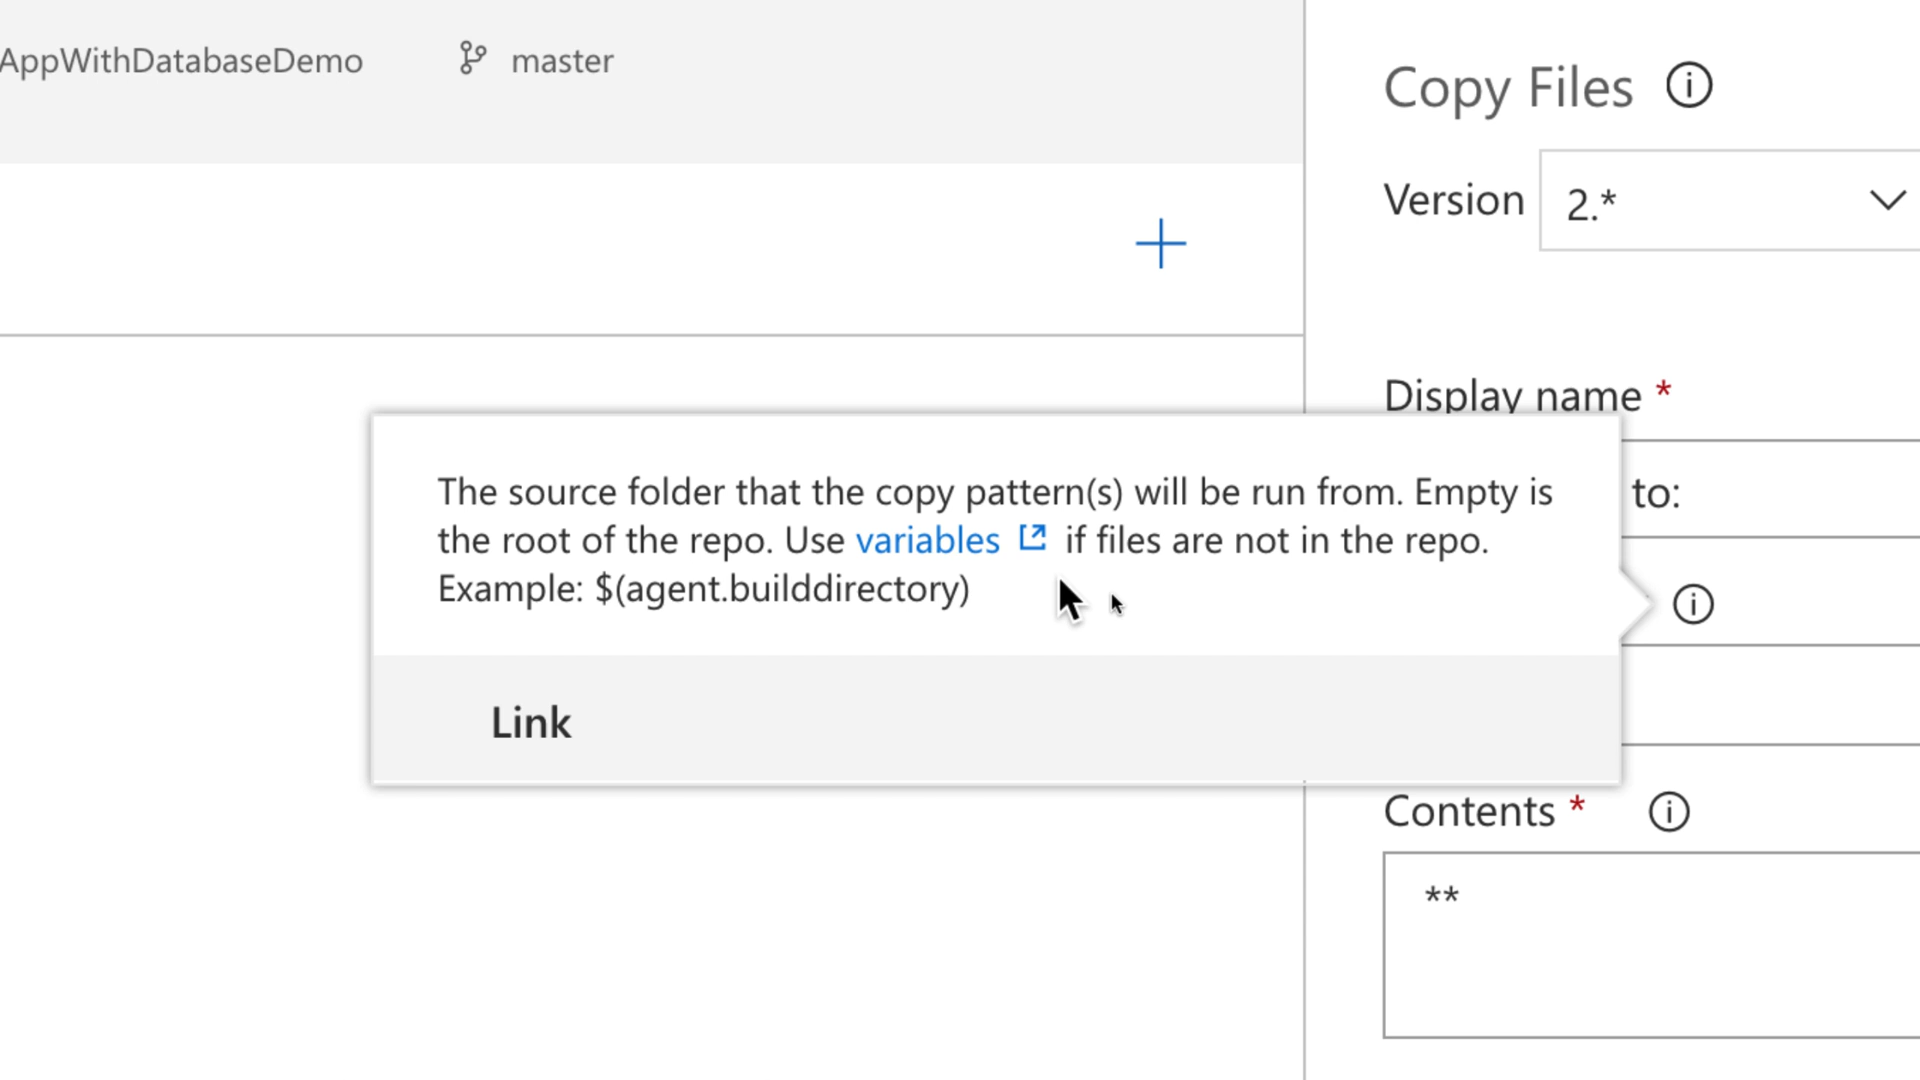 AppWithDatabaseDemo master
Copy Files
Version 2.*
Display name *
to:
The source folder that the copy pattern(s) will be run from. Empty is
the root of the repo. Use variables if files are not in the repo.
Example: $(agent.builddirectory)
Link
Contents *
**